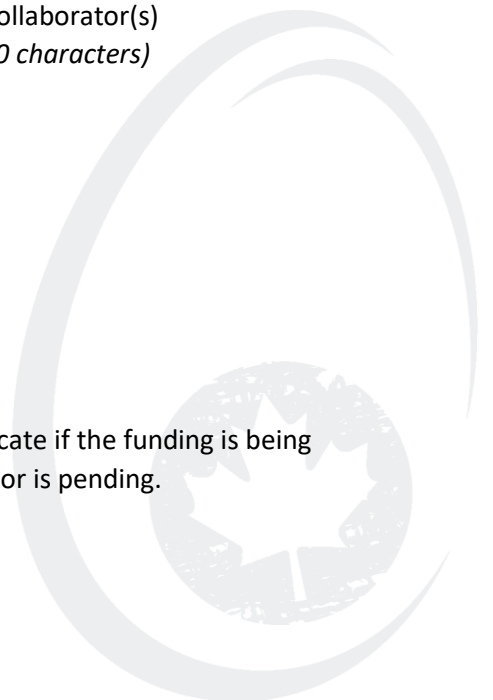 ollaborator(s)
0 characters)
cate if the funding is being
or is pending.